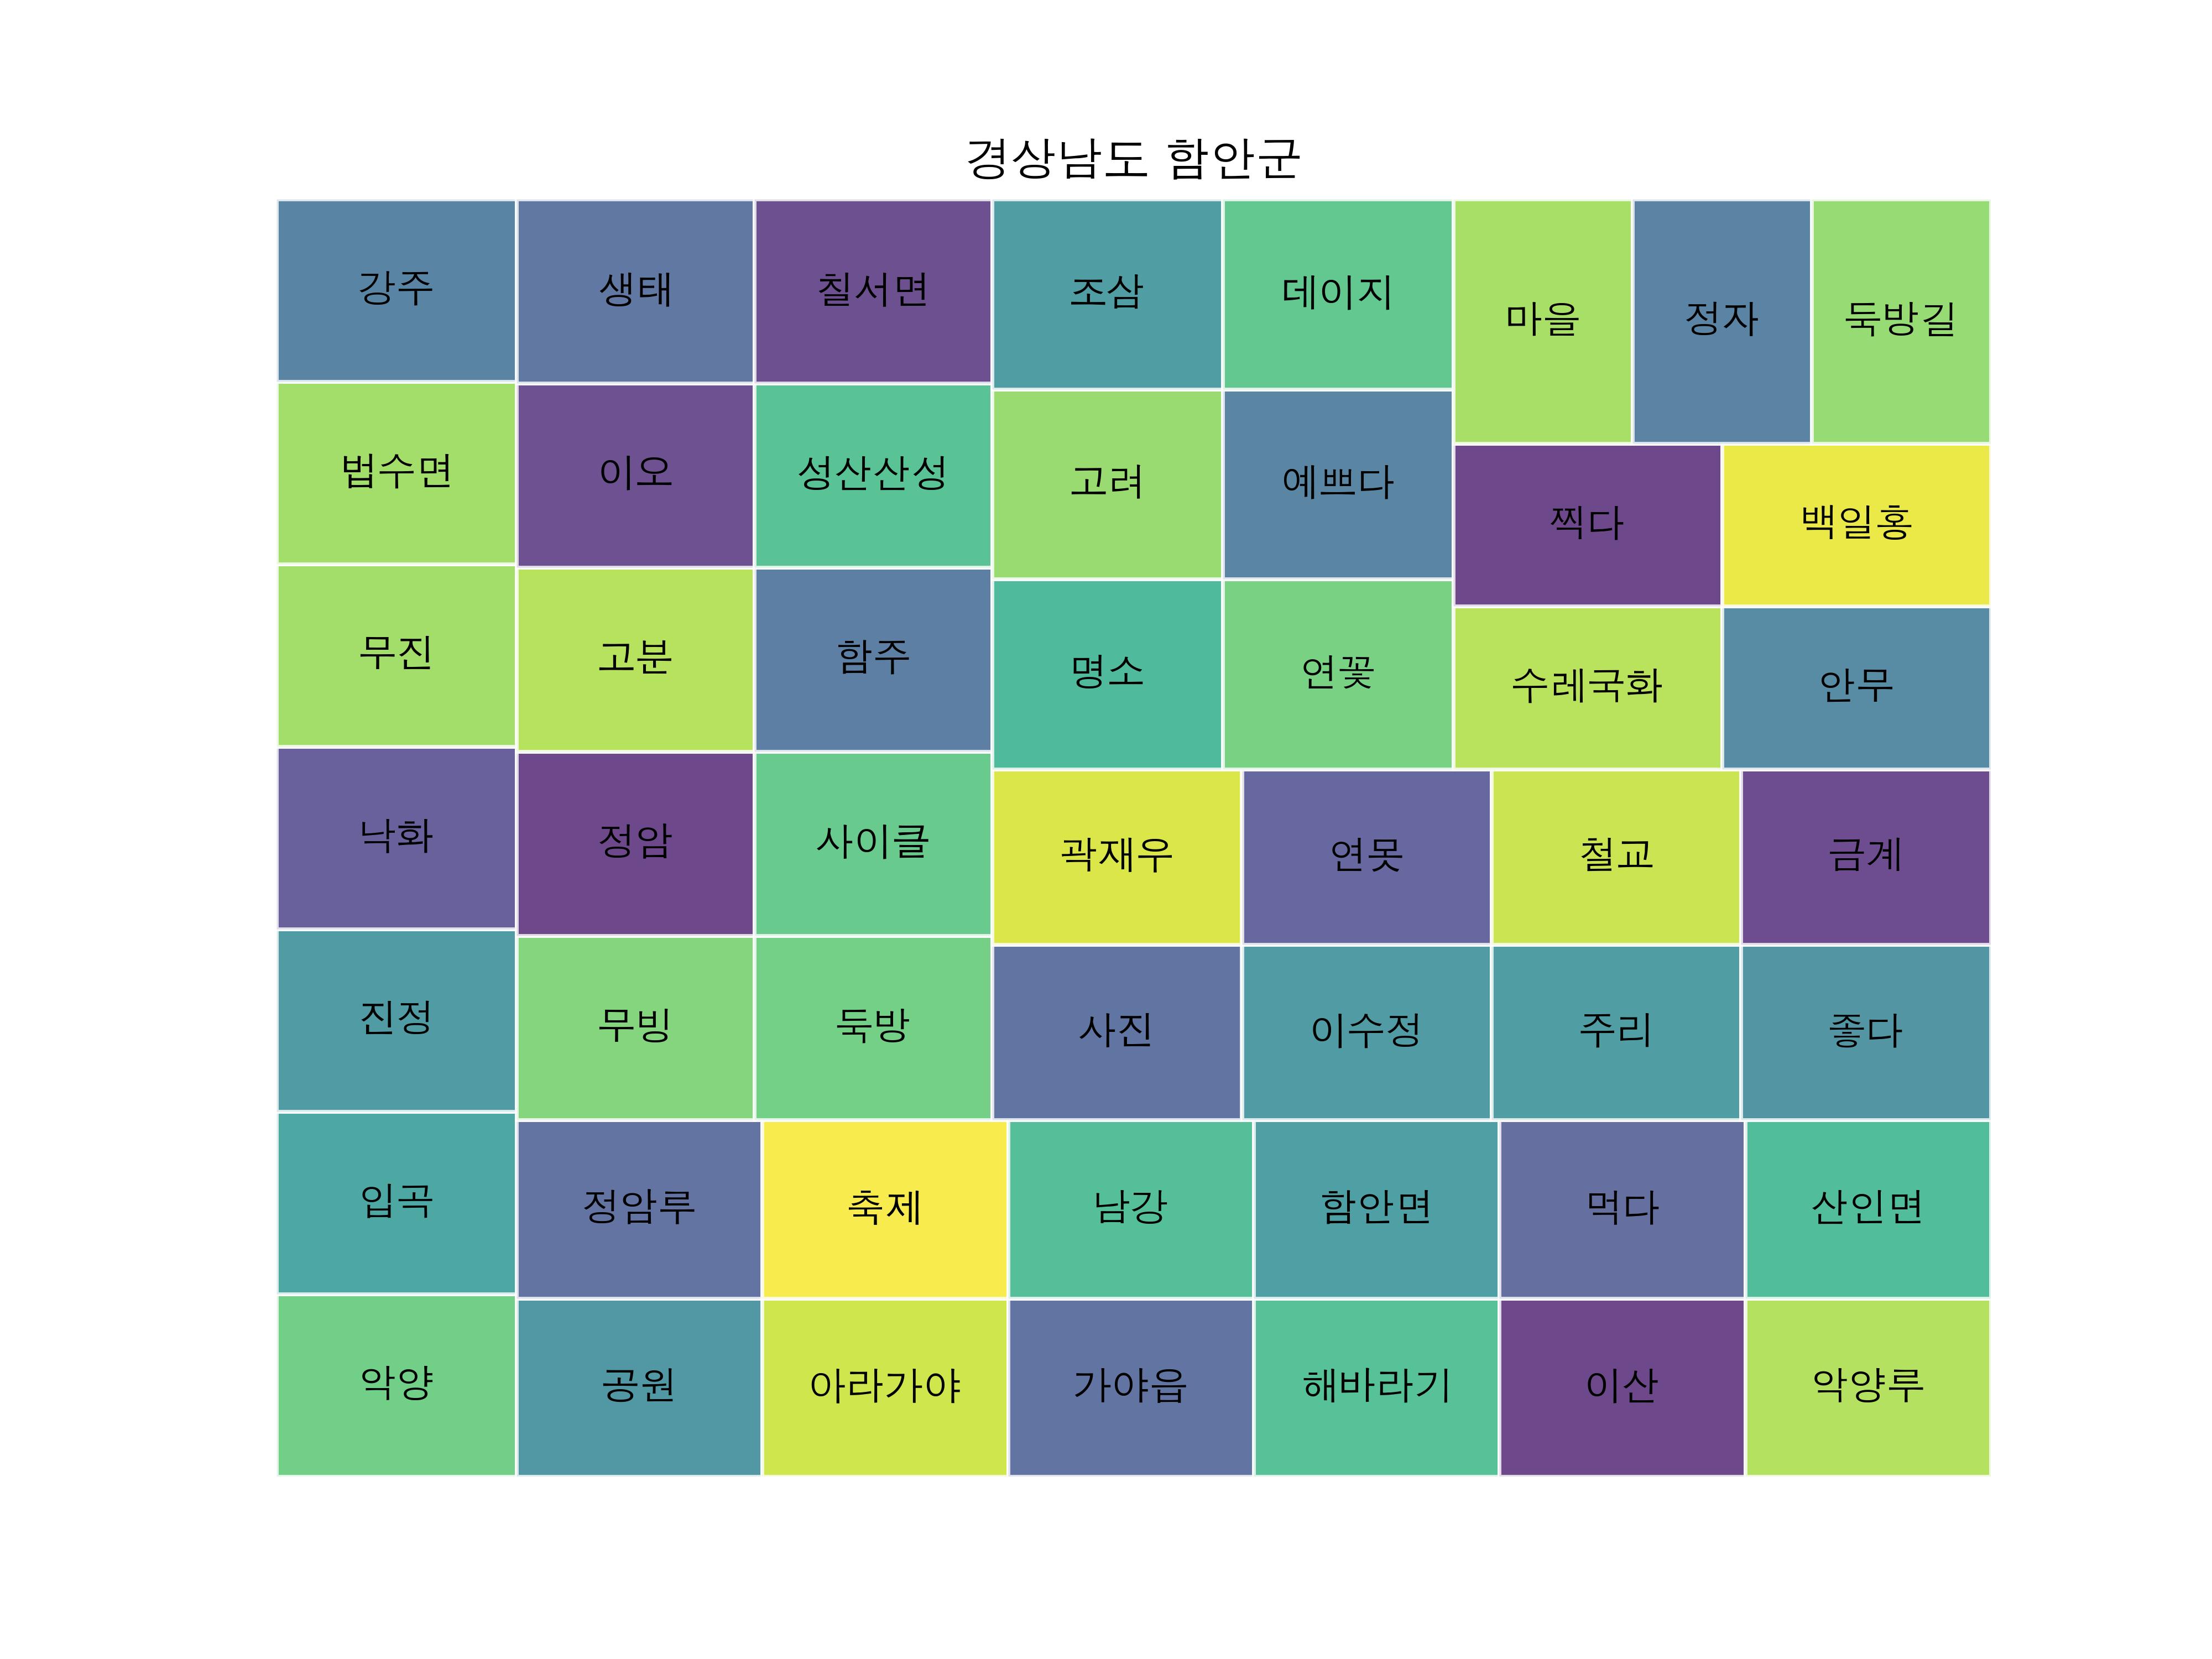 경상남도 함안군
강주
생태
칠서면
조삼
데이지
마을
정자
둑방길
법수면
이오
성산산성
고려
예쁘다
찍다
백일홍
무진
고분
함주
명소
연꽃
수레국화
안무
낙화
정암
사이클
곽재우
연못
철교
금계
진정
무빙
둑방
사진
이수정
주리
좋다
입곡
정암루
축제
남강
함안면
먹다
산인면
악양
공원
아라가야
가야읍
해바라기
이산
악양루